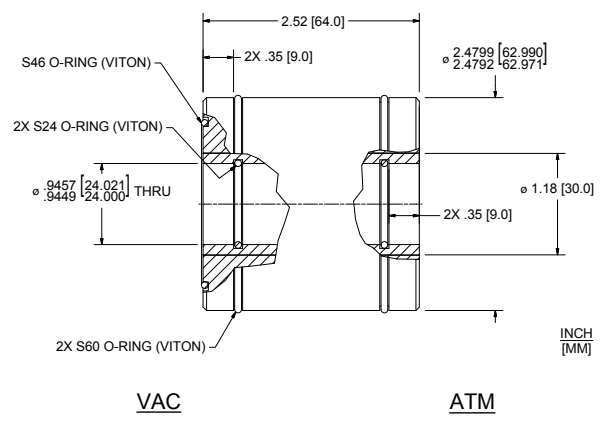 2.52 [64.0]
2X .35 [9.0]
ø 2.4799 [62.990]
2.4792 62.971
S46 O-RING (VITON)
2X S24 O-RING (VITON)
ø .9457 [24.021] THRU
.9449 24.000
ø 1.18 [30.0]
2X .35 [9.0]
2X S60 O-RING (VITON)
INCH
[MM]
VAC
ATM